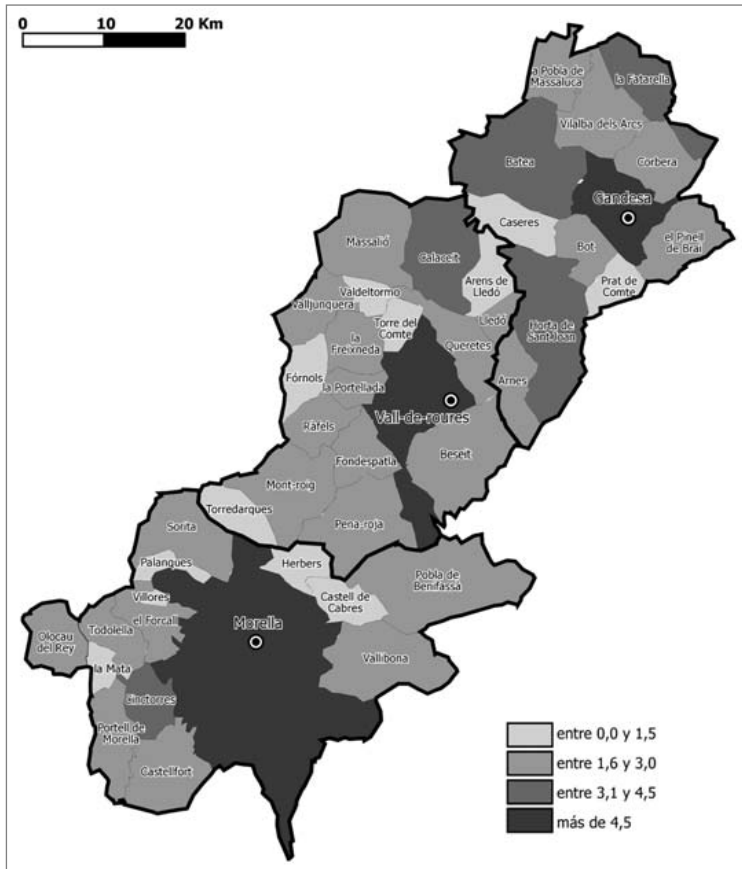 0 10 20 Km
la Fatarella
a Pobla de
Massaluca
Vilalba dels Arcs
Batea
Corbera
Gandesa
Caseres
el Pinell
de Brai
Bot
Massalió
Calaceit
Arens de
Lledó
Prat de
Comte
Valdeltormo
Valljunquera
Torre del
Comte
Lledó
Horta de
Sant Joan
la
Freixneda
Queretes
Fórnols
la Portellada
Arnes
Vall-de-roures
Ràfels
Fondespatla
Beseit
Mont-roig
Torredarques
Pena-roja
Sorita
Palanques
Herbers
Pobla de
Benifassà
Villores
Castell de
Cabres
el Forcall
Morella
Todolella
Olocau
del Rey
Vallibona
la Mata
Cinctorres
Portell de
Morella
Castellfort
entre 0,0 y 1,5
entre 1,6 y 3,0
entre 3,1 y 4,5
más de 4,5